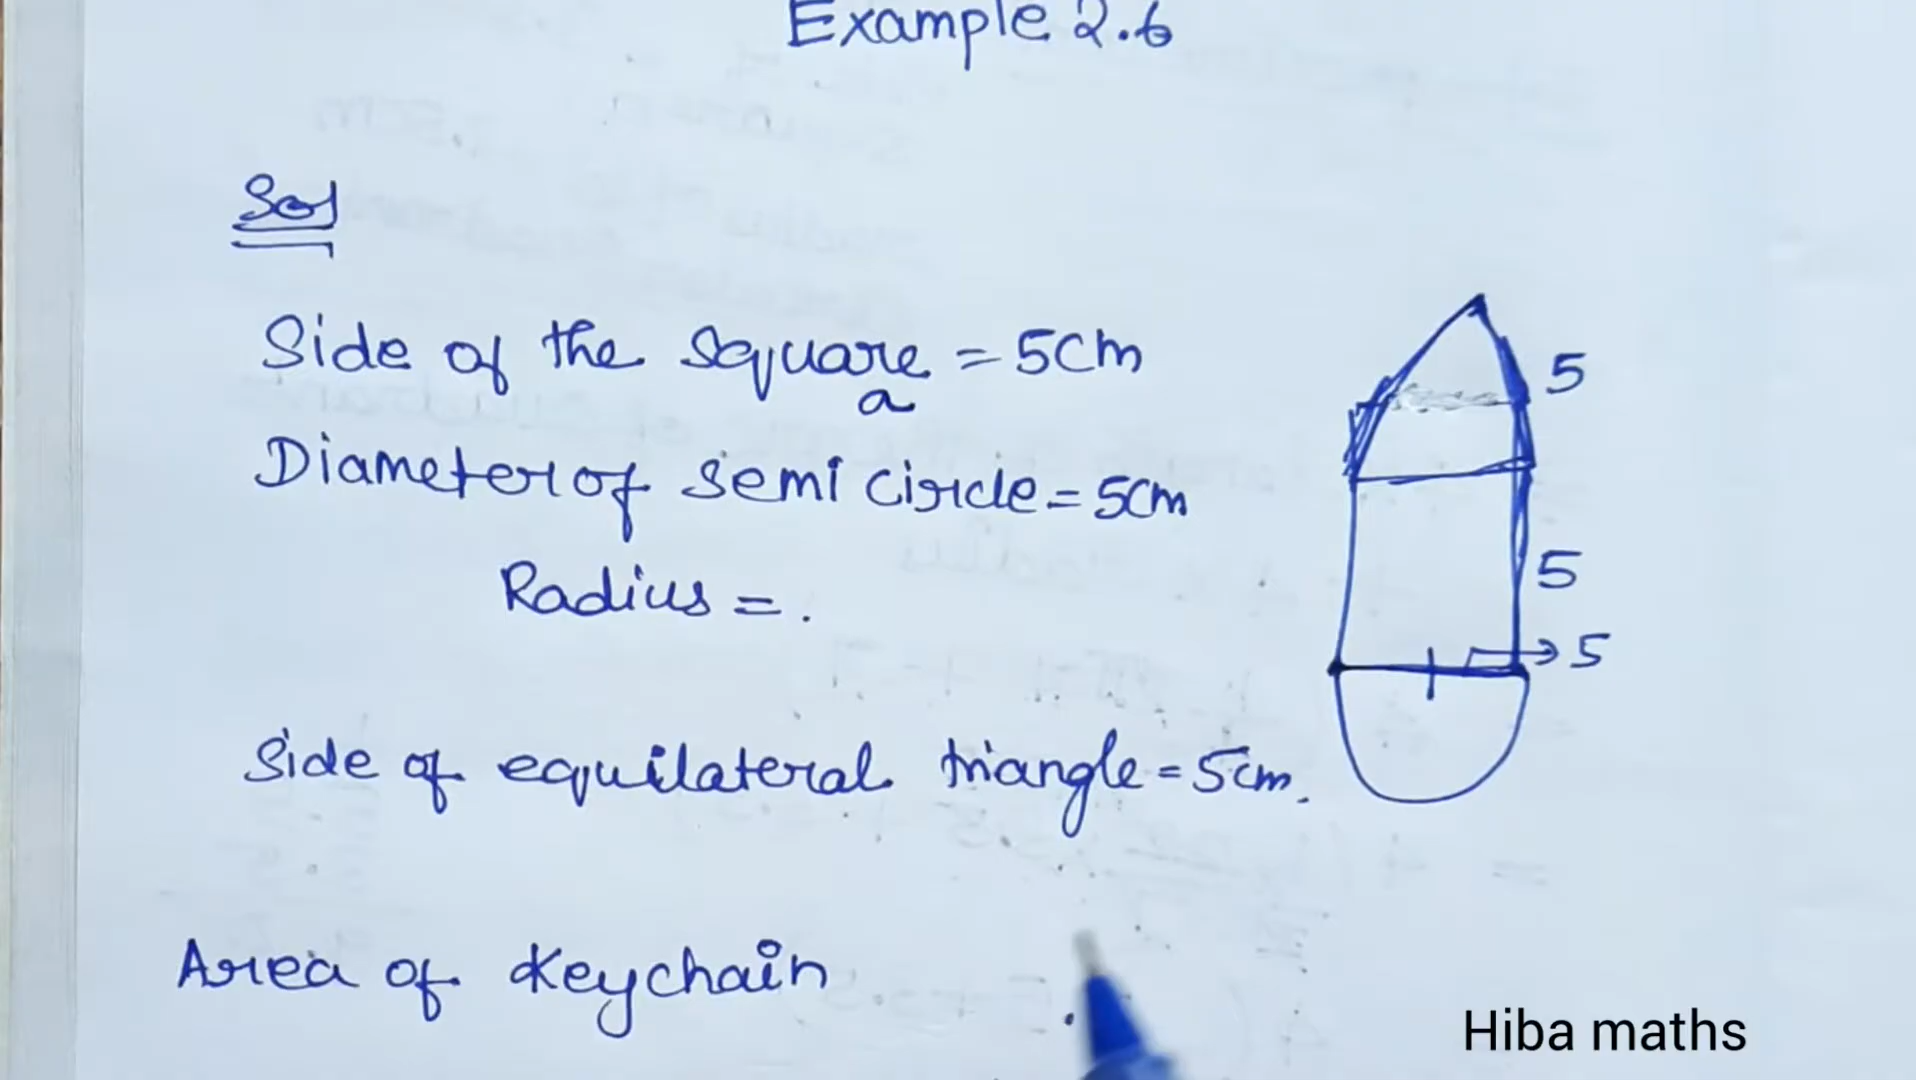 Example 2.6
Sol
Side of the square = 5cm
a
Diameter of semi circle = 5cm
Radius =
Side of equilateral triangle = 5cm.
Area of Keychain
5
5
5
Hiba maths